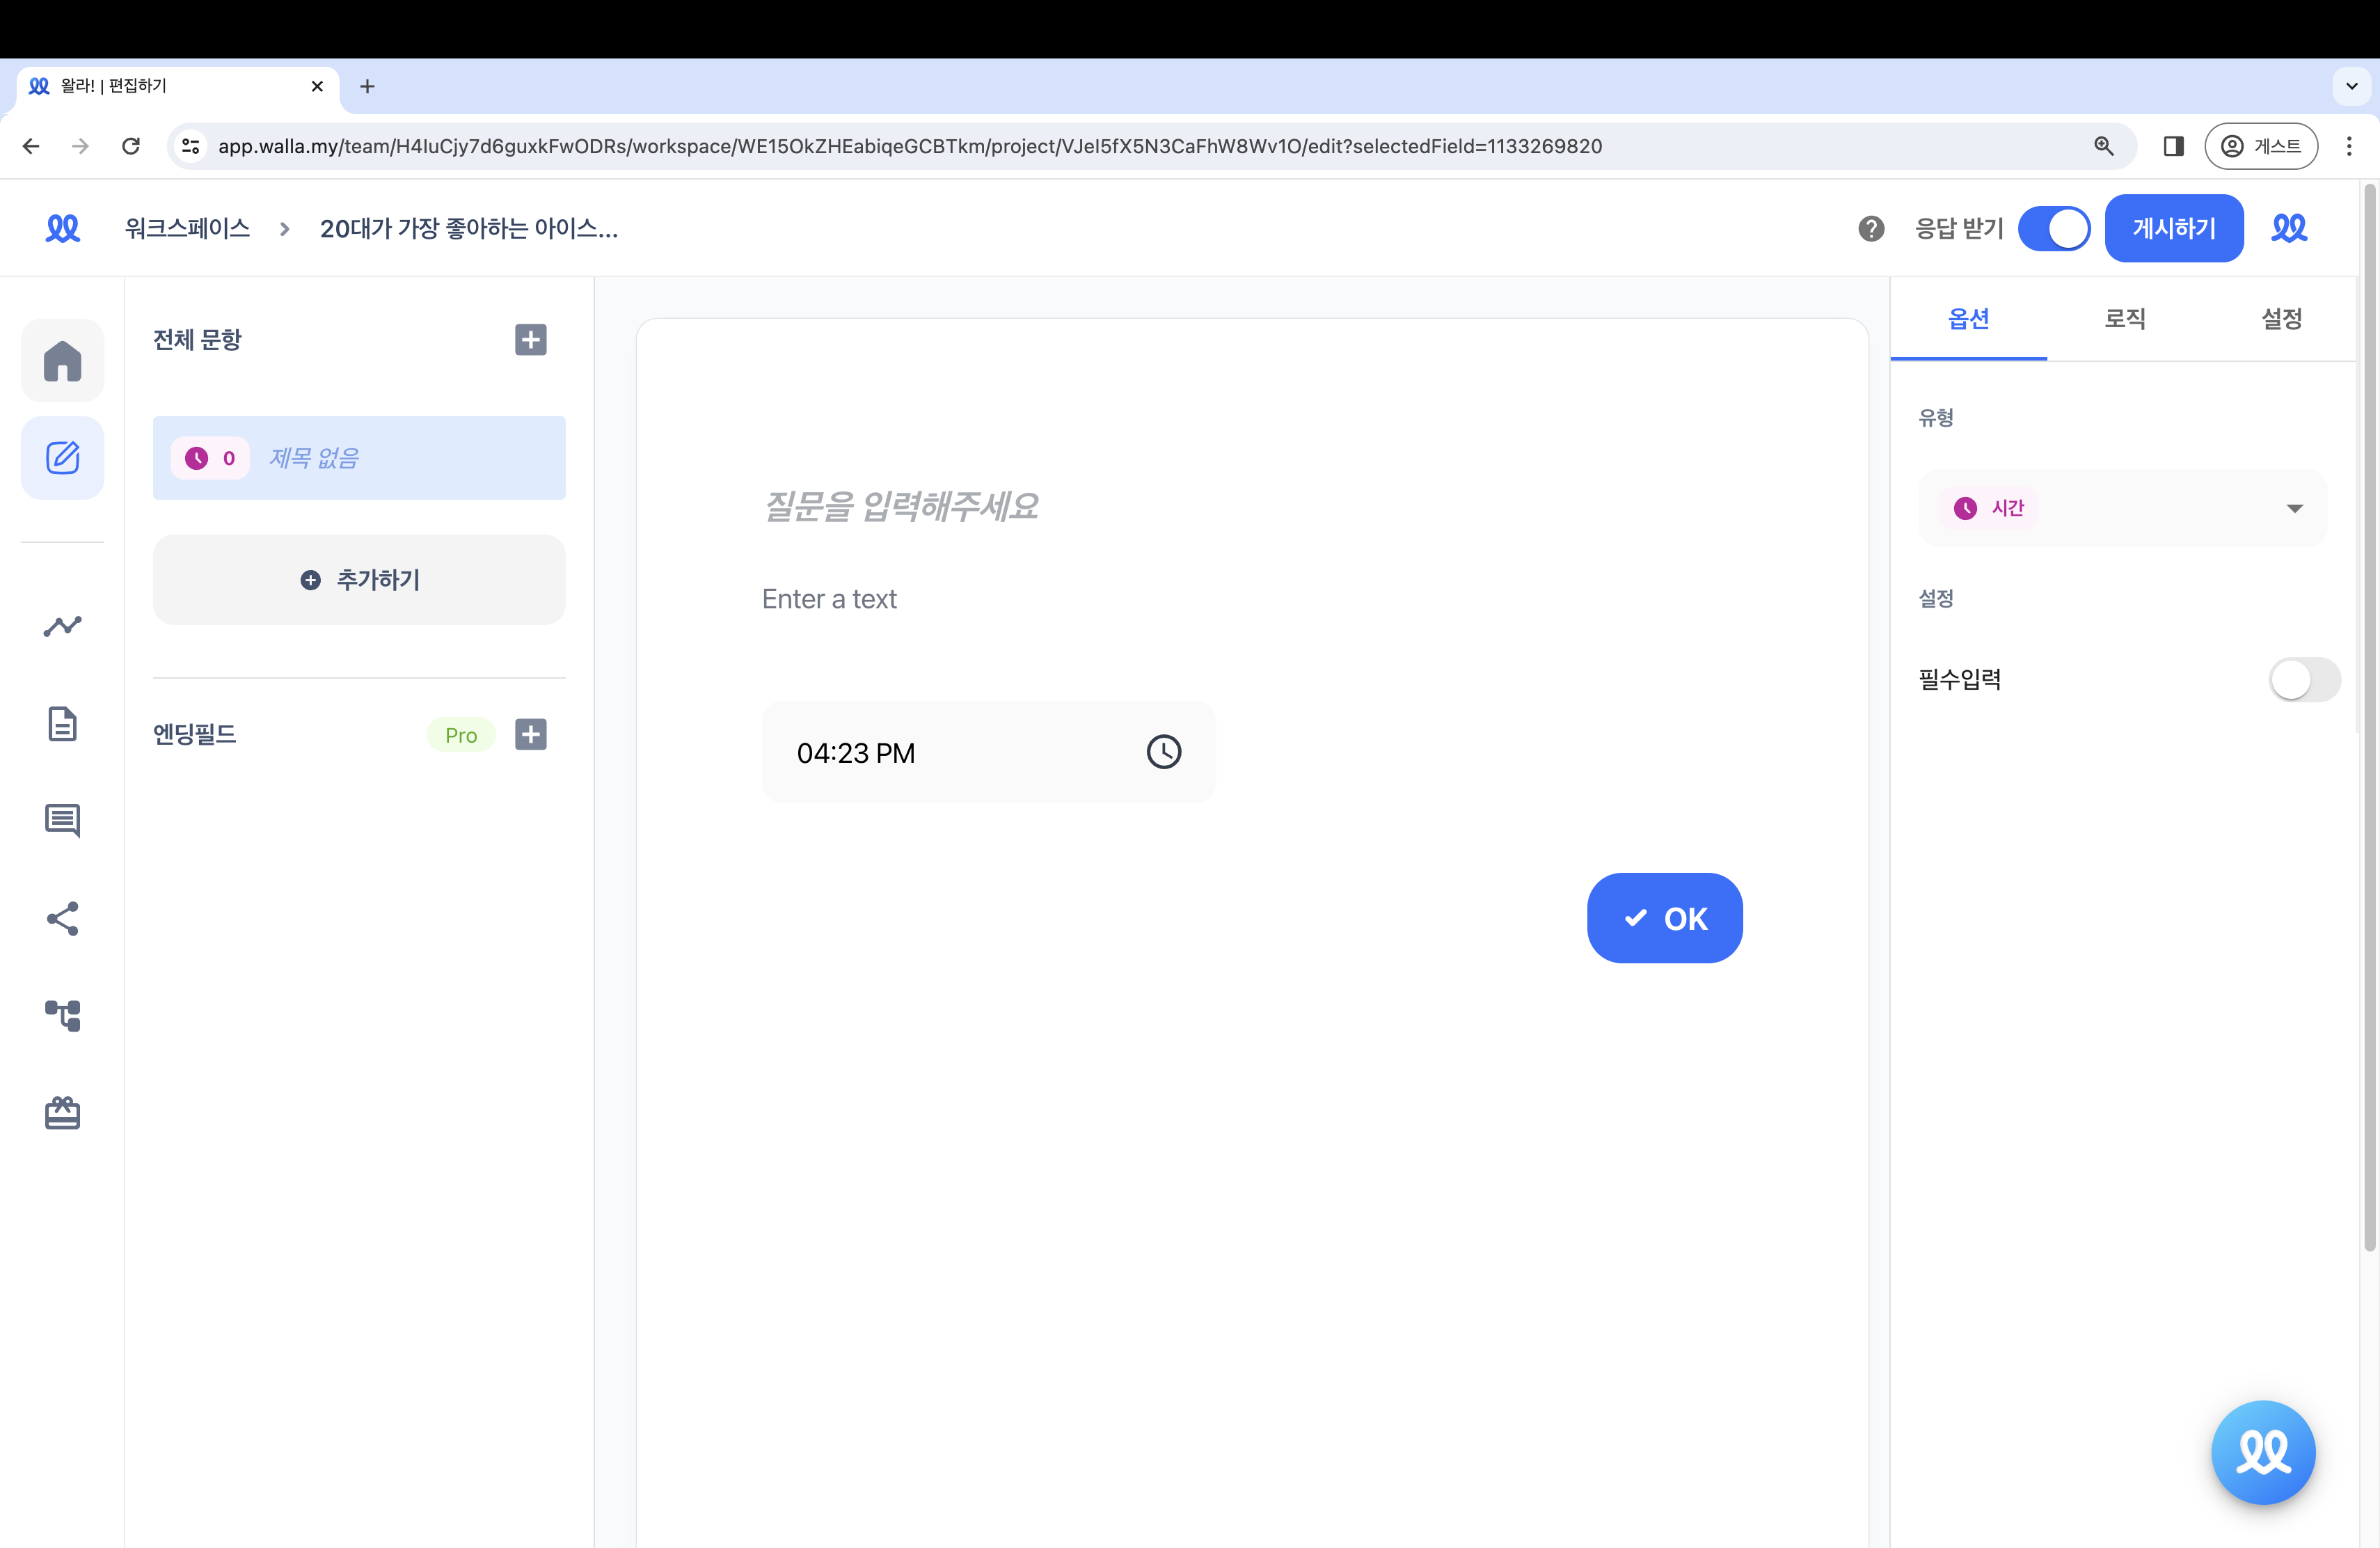 왈라! | 편집하기
app.walla.my/team/H4IuCjy7d6guxkFwODRs/workspace/WE15OkZHEabiqeGCBTkm/project/VJeI5fX5N3CaFhW8Wv1O/edit?selectedField=1133269820
게스트
워크스페이스
20대가 가장 좋아하는 아이스...
응답 받기
게시하기
전체 문항
0 제목 없음
추가하기
엔딩필드
Pro
질문을 입력해주세요
Enter a text
04:23 PM
OK
옵션
로직
설정
유형
시간
설정
필수입력